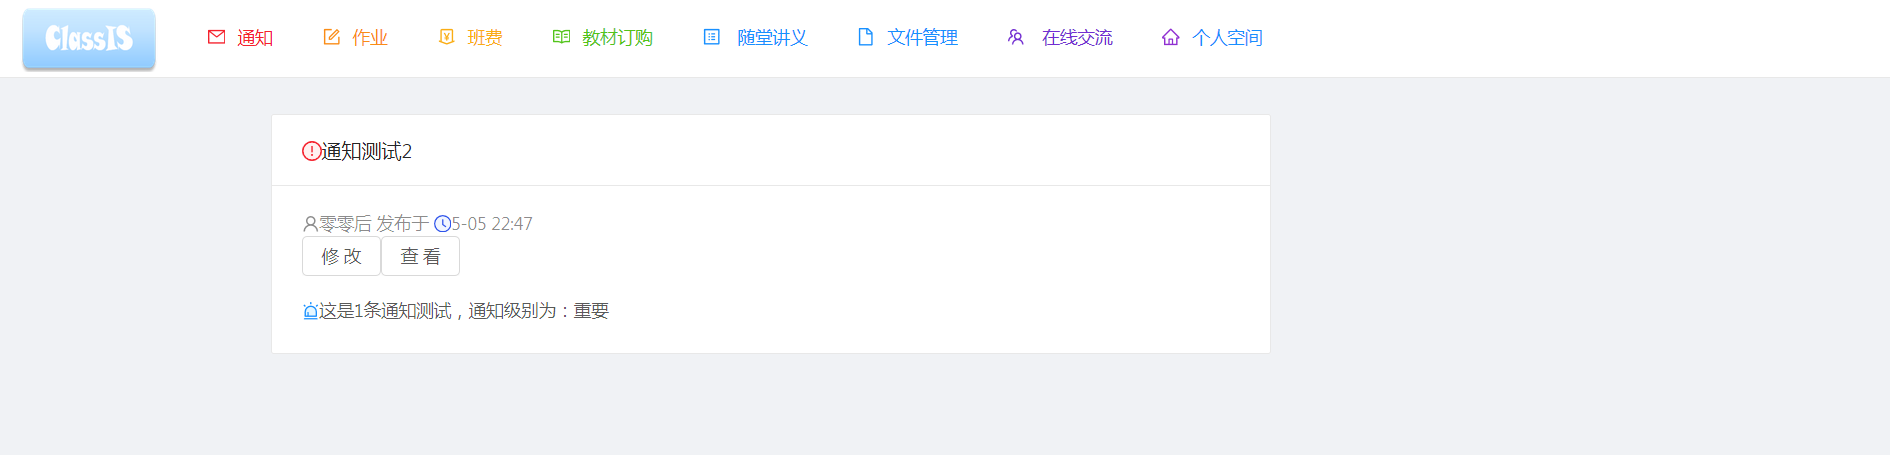 ClassIS 通知 作业 班费 教材订购 随堂讲义 文件管理 在线交流 个人空间
通知测试2
零零后 发布于 5-05 22:47
修 改 查 看
这是1条通知测试，通知级别为：重要